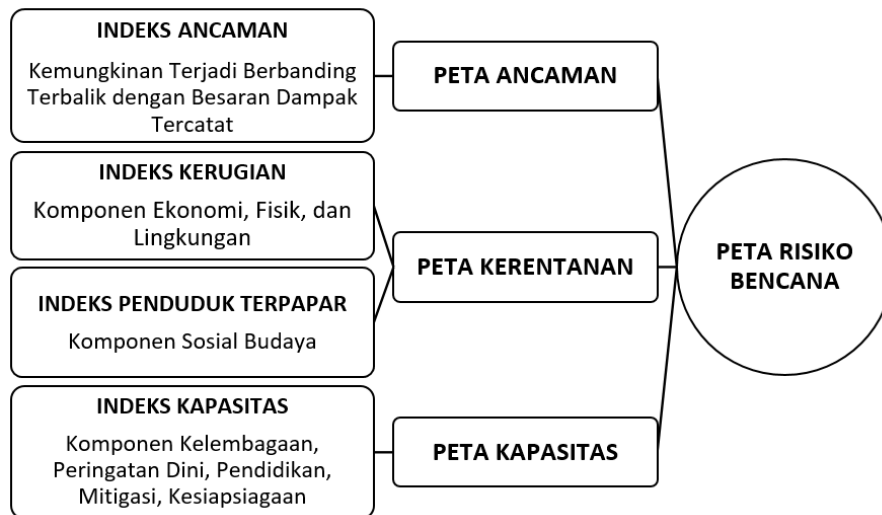 INDEKS ANCAMAN
Kemungkinan Terjadi Berbanding
Terbalik dengan Besaran Dampak
Tercatat
PETA ANCAMAN
INDEKS KERUGIAN
Komponen Ekonomi, Fisik, dan
Lingkungan
INDEKS PENDUDUK TERPAPAR
Komponen Sosial Budaya
PETA KERENTANAN
INDEKS KAPASITAS
Komponen Kelembagaan,
Peringatan Dini, Pendidikan,
Mitigasi, Kesiapsiagaan
PETA KAPASITAS
PETA RISIKO
BENCANA